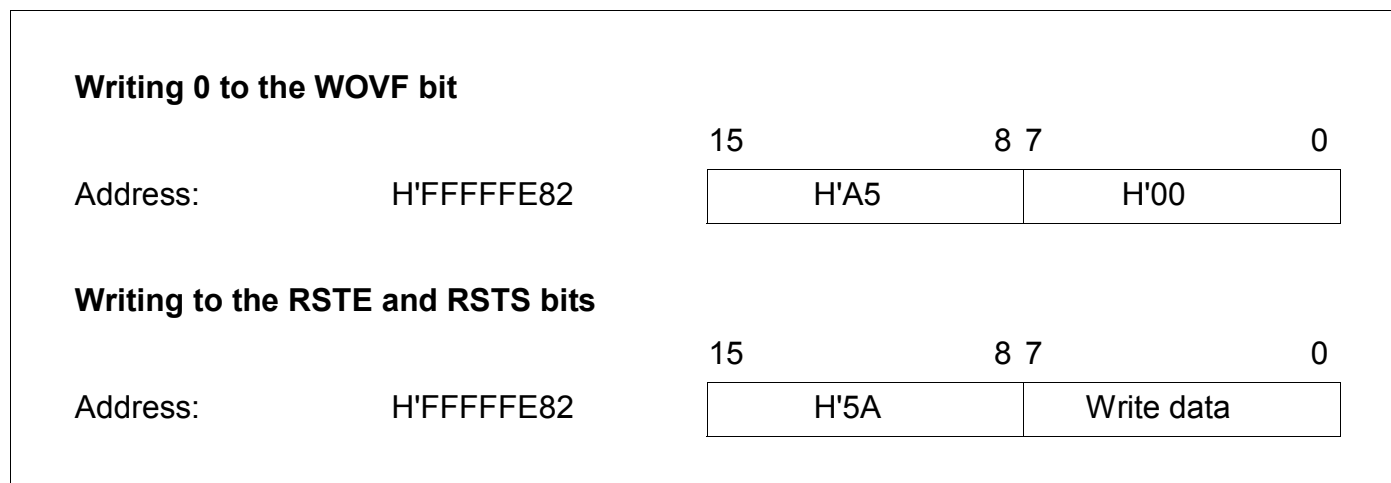 Writing 0 to the WOVF bit
15 8 7 0
Address: H'FFFFFE82 H'A5 H'00
Writing to the RSTE and RSTS bits
15 8 7 0
Address: H'FFFFFE82 H'5A Write data